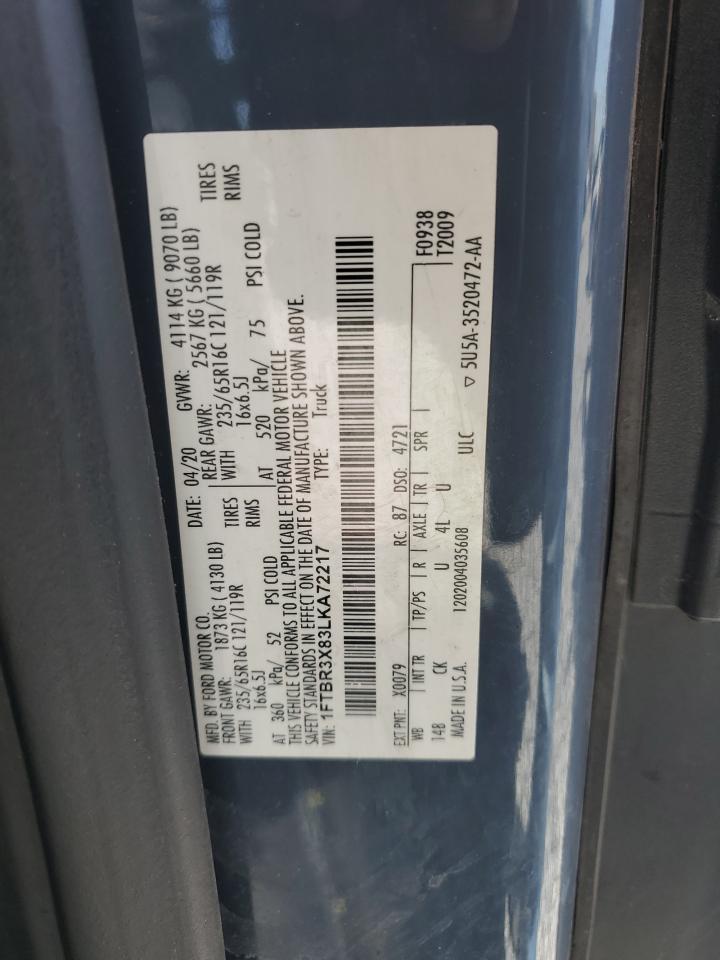 MFD. BY FORD MOTOR CO. DATE: 04/20 GVWR: 4114 KG ( 9070 LB)
FRONT GAWR: 1873 KG ( 4130 LB) REAR GAWR: 2567 KG ( 5660 LB)
WITH 235/65R16C 121/119R TIRES WITH 235/65R16C 121/119R TIRES
16x6.5J RIMS 16x6.5J RIMS
AT 360 kPa/ 52 PSI COLD AT 520 kPa/ 75 PSI COLD
THIS VEHICLE CONFORMS TO ALL APPLICABLE FEDERAL MOTOR VEHICLE
SAFETY STANDARDS IN EFFECT ON THE DATE OF MANUFACTURE SHOWN ABOVE.
VIN: 1FTBR3X83LKA72217 TYPE: Truck
EXT PNT: X0079 RC: 87 DSO: 4721 F0938
WB INT TR TP/PS R AXLE TR SPR T2009
148 CK U 4L U
MADE IN U.S.A. 1202004035608 ULC ▽ 5U5A-3520472-AA